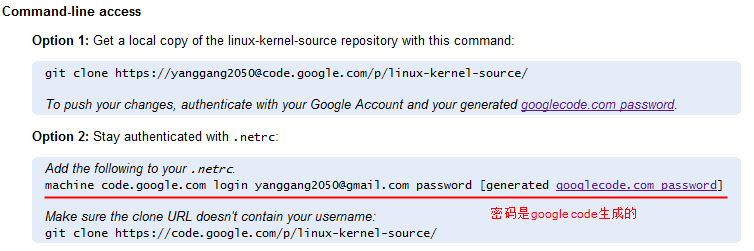 Command-line access
Option 1: Get a local copy of the linux-kernel-source repository with this command:
git clone https://yanggang2050@code.google.com/p/linux-kernel-source/
To push your changes, authenticate with your Google Account and your generated googlecode.com password.
Option 2: Stay authenticated with .netrc:
Add the following to your .netrc.
machine code.google.com login yanggang2050@gmail.com password [generated googlecode.com password]
Make sure the clone URL doesn't contain your username:
密码是google code生成的
git clone https://code.google.com/p/linux-kernel-source/